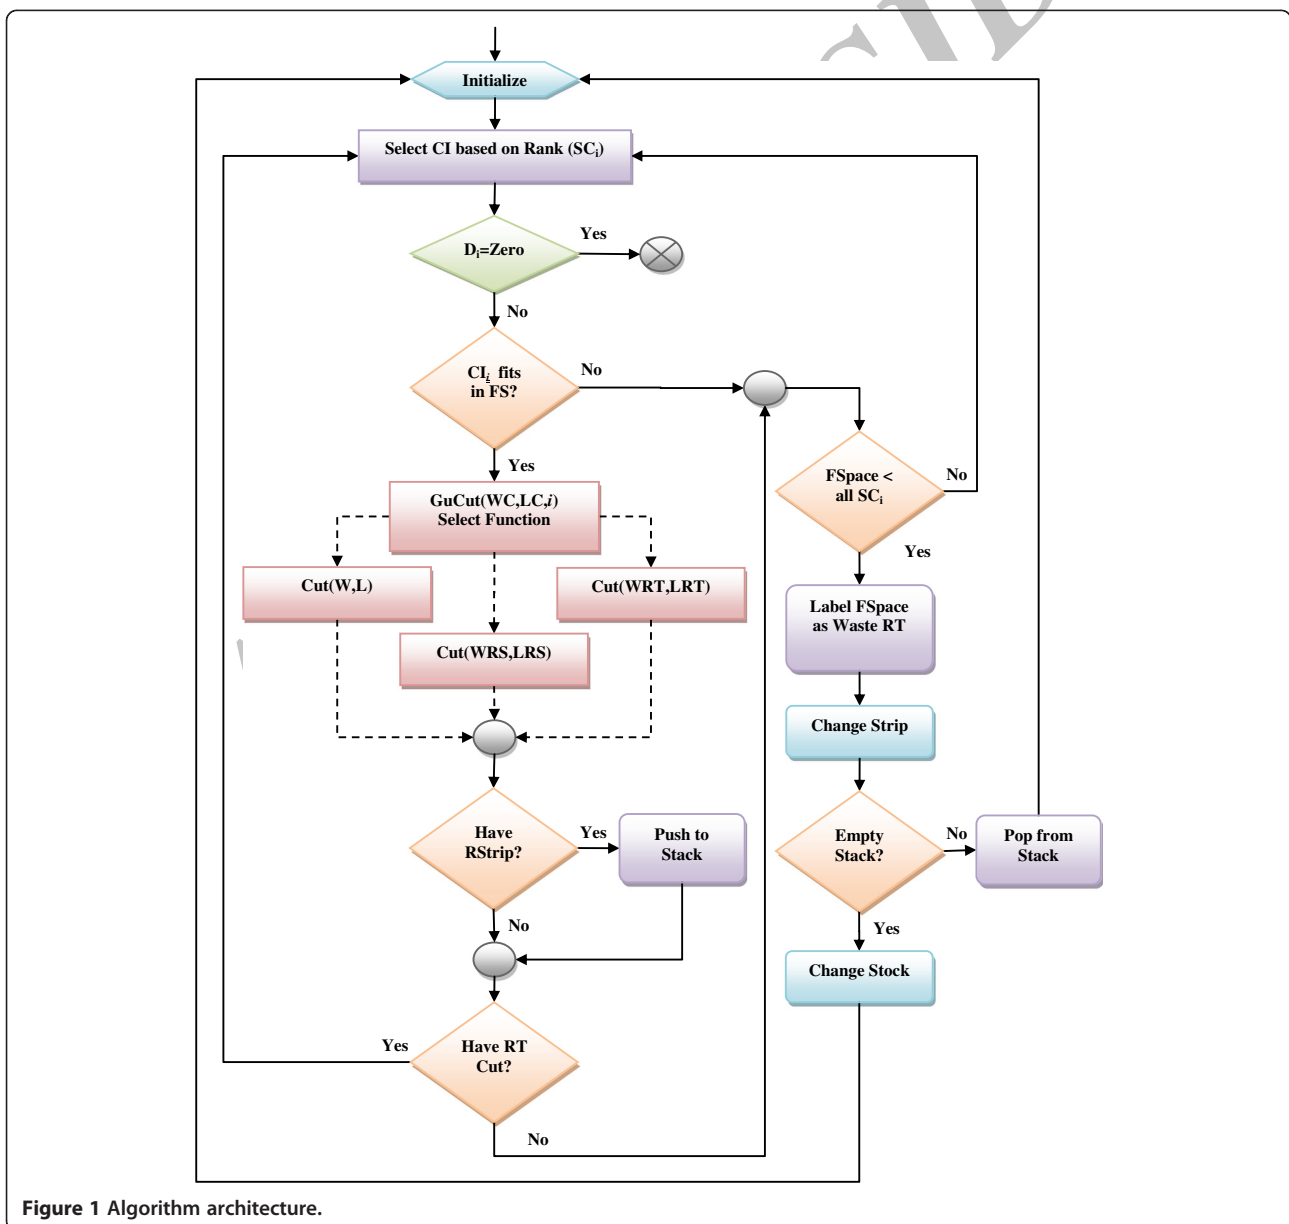 Initialize
Select CI based on Rank (SCi)
Di=Zero
Yes
No
CIi fits
in FS?
No
Yes
FSpace <
all SCi
No
Yes
GuCut(WC,LC,i)
Select Function
Cut(W,L)
Cut(WRT,LRT)
Cut(WRS,LRS)
Label FSpace
as Waste RT
Change Strip
Have
RStrip?
Yes
Push to
Stack
No
Empty
Stack?
No
Pop from
Stack
Yes
Change Stock
Have RT
Cut?
Yes
No
Figure 1 Algorithm architecture.